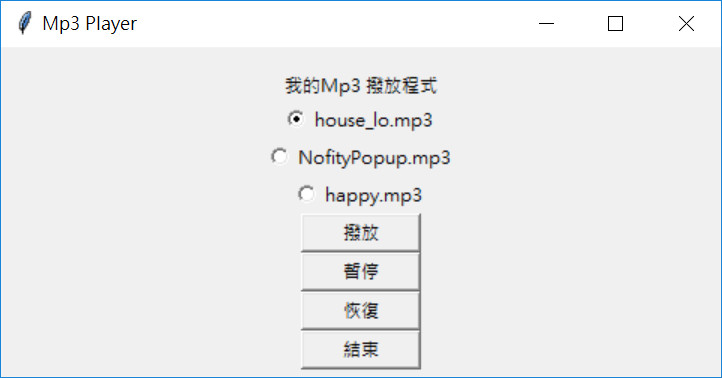 Mp3 Player
我的Mp3 撥放程式
house_lo.mp3
NofityPopup.mp3
happy.mp3
撥放
暫停
恢復
結束